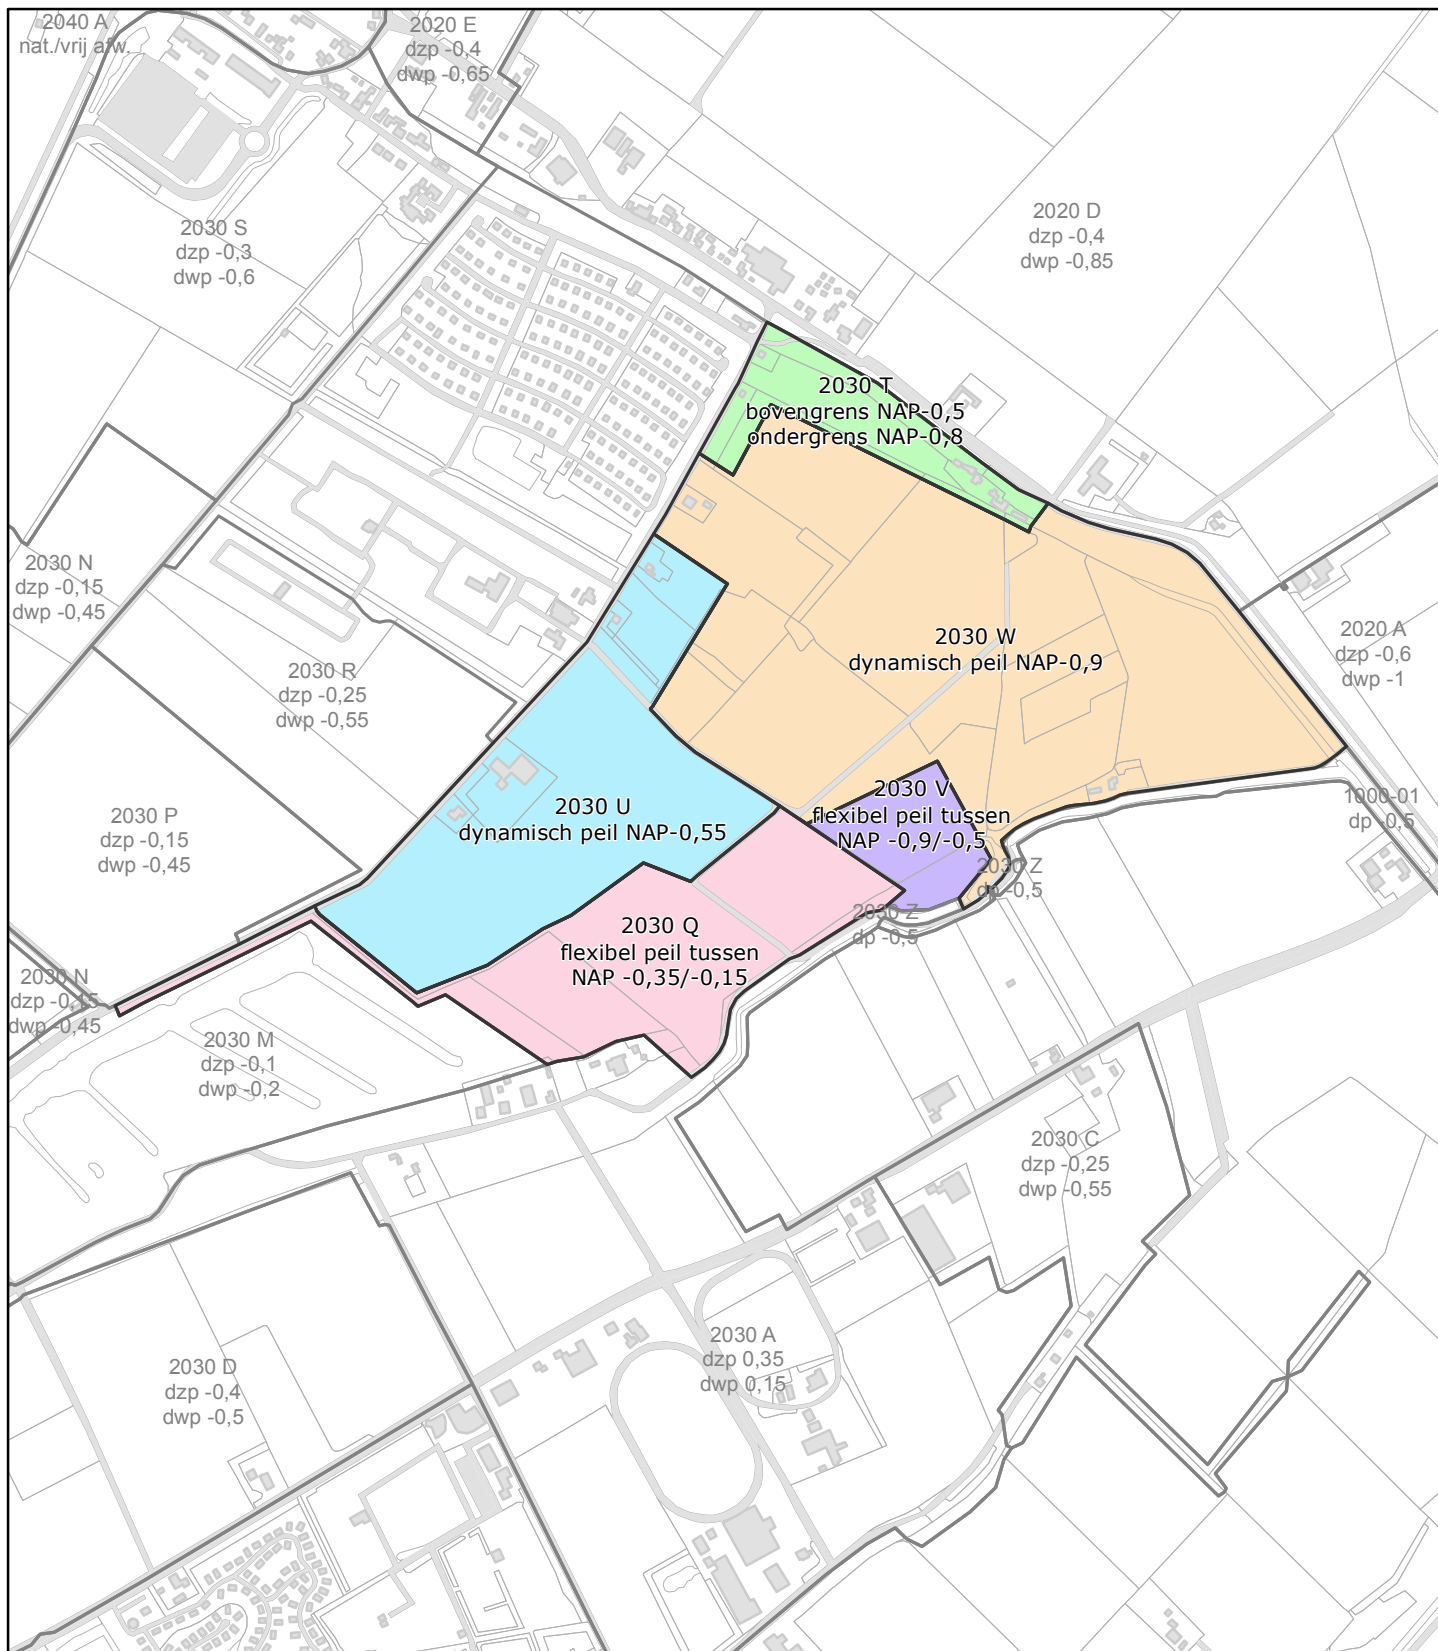 2040 A
nat./vrij afw.
2020 E
dzp -0,4
dwp -0,65
2030 S
dzp -0,3
dwp -0,6
2020 D
dzp -0,4
dwp -0,85
2030 T
bovengrens NAP-0,5
ondergrens NAP-0,8
2030 N
dzp -0,15
dwp -0,45
2030 W
dynamisch peil NAP-0,9
2020 A
dzp -0,6
dwp -1
2030 R
dzp -0,25
dwp -0,55
2030 V
flexibel peil tussen
NAP -0,9/-0,5
1000-01
dp -0,5
2030 U
dynamisch peil NAP-0,55
2030 P
dzp -0,15
dwp -0,45
2030 Z
dp -0,5
2030 Z
dp -0,5
2030 Q
flexibel peil tussen
NAP -0,35/-0,15
2030 N
dzp -0,15
dwp -0,45
2030 M
dzp -0,1
dwp -0,2
2030 C
dzp -0,25
dwp -0,55
2030 A
dzp 0,35
dwp 0,15
2030 D
dzp -0,4
dwp -0,5